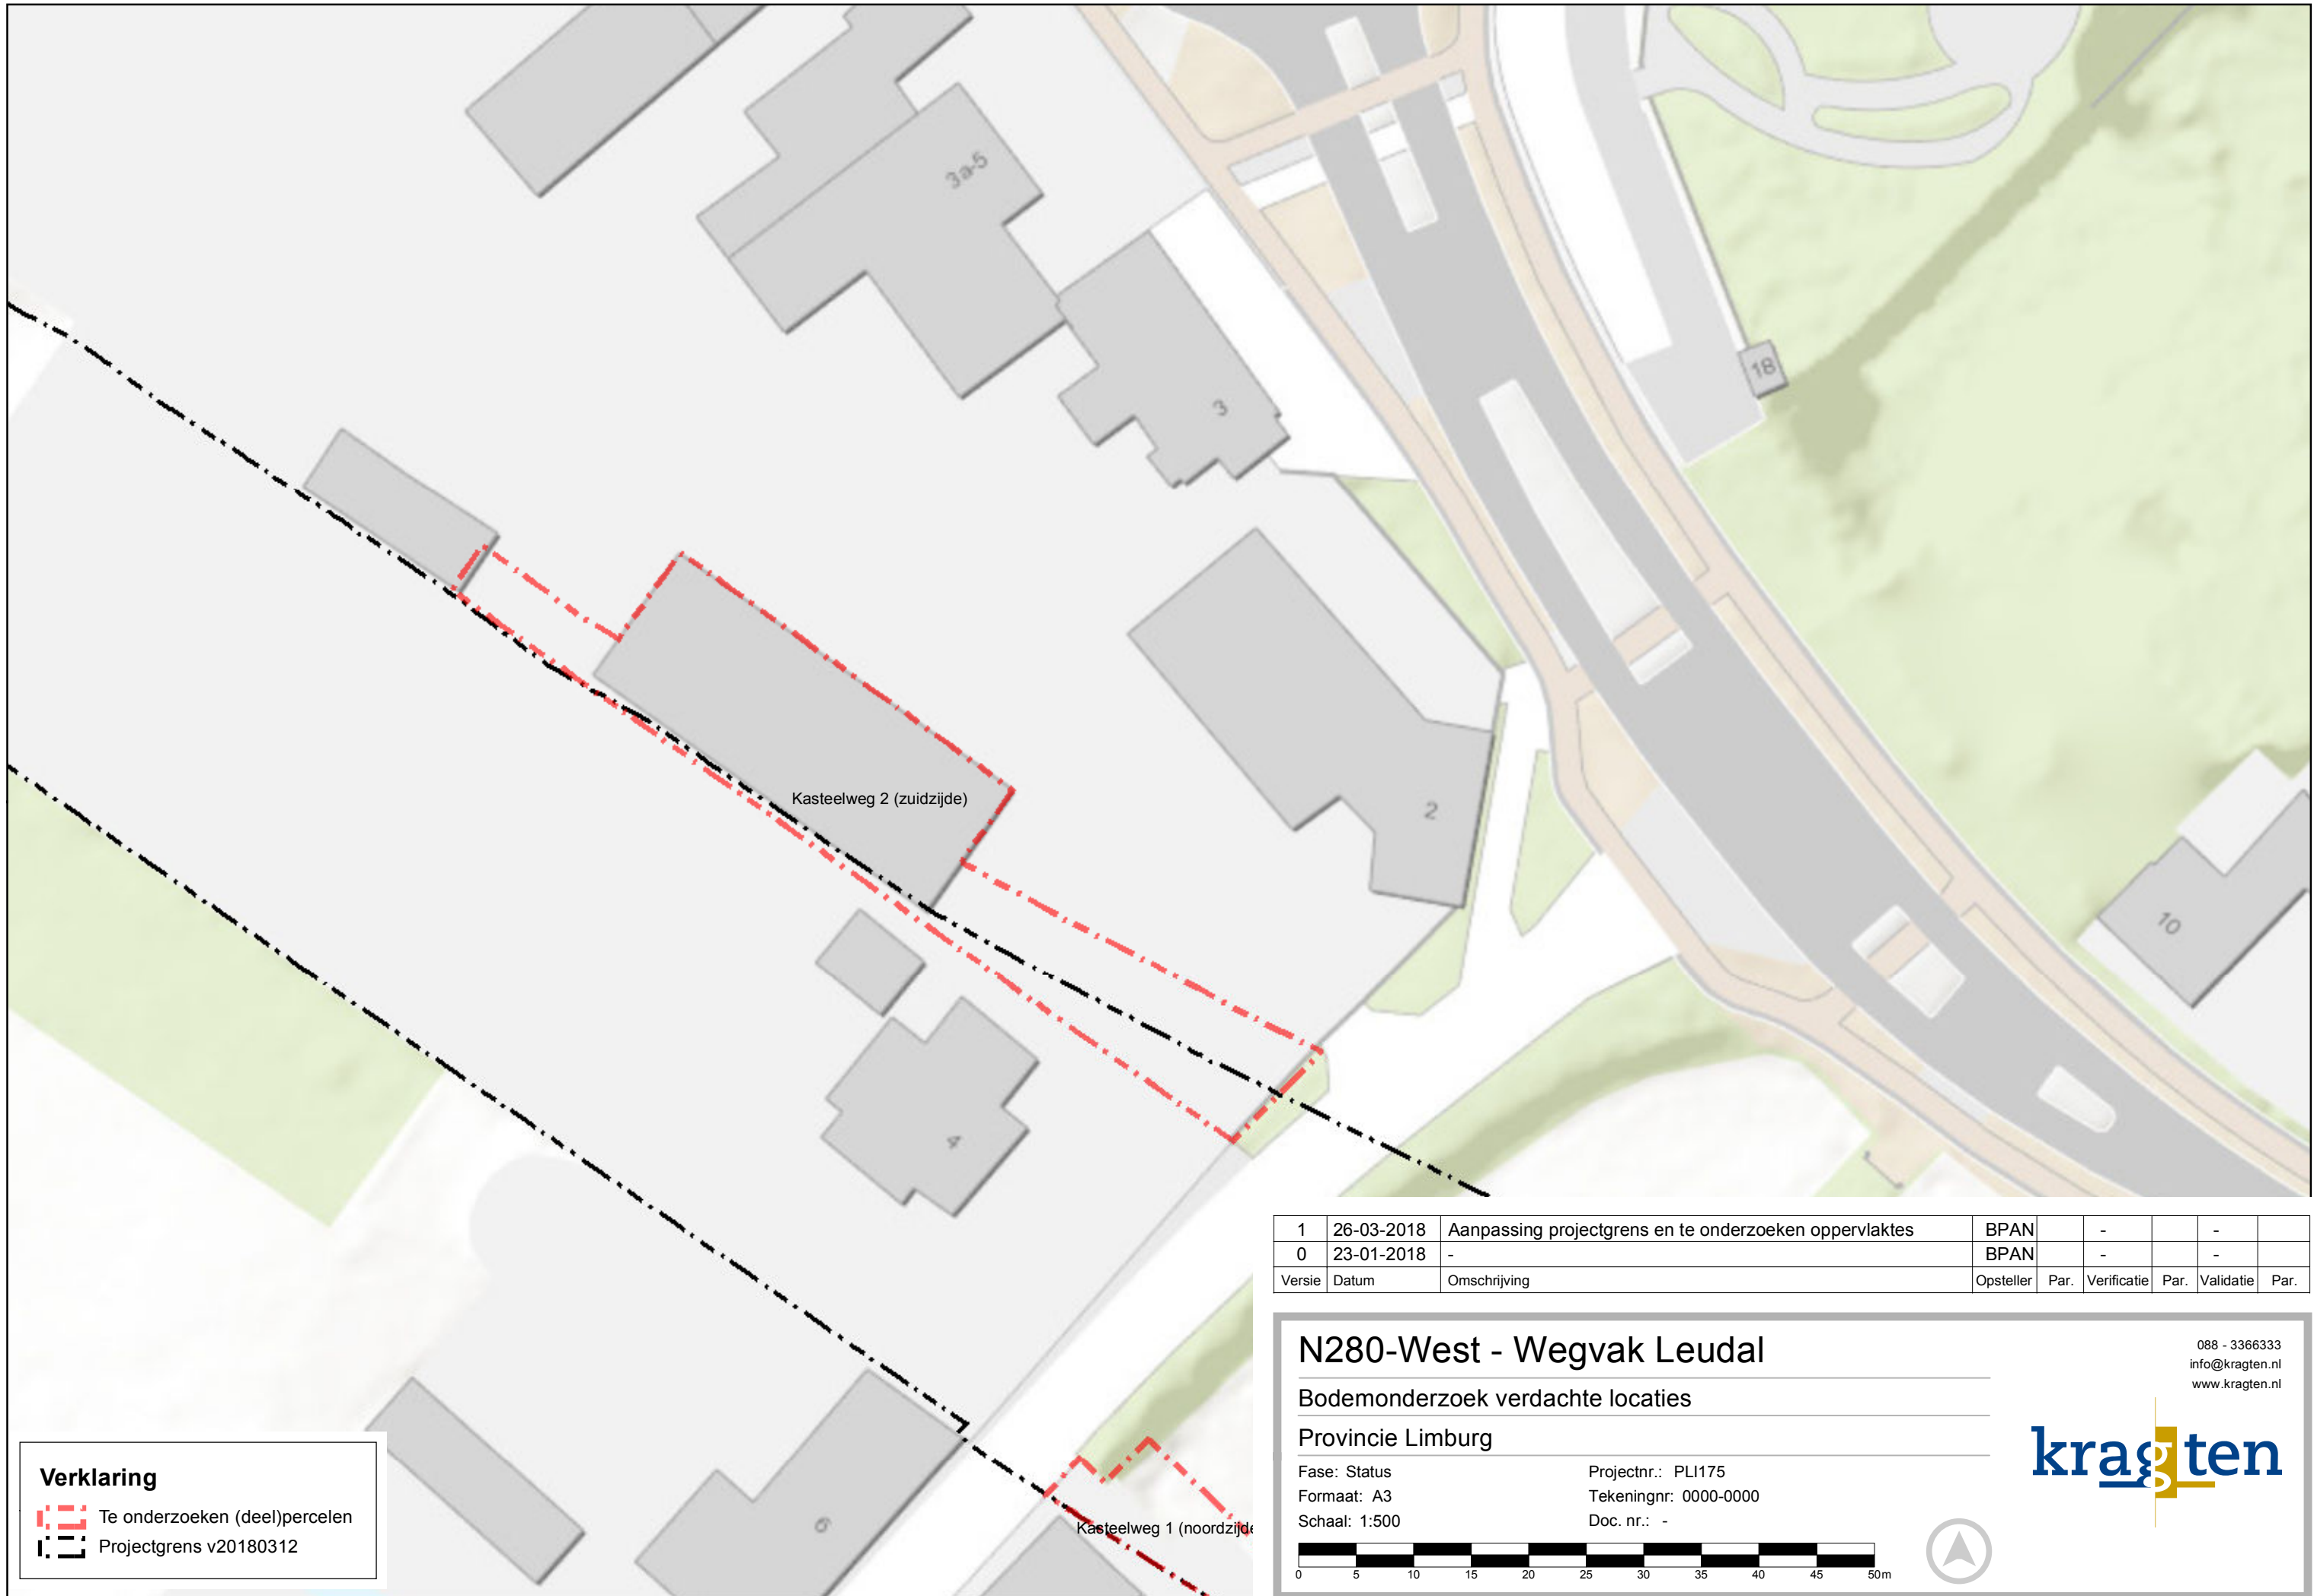 3a-5
3
18
2
10
Kasteelweg 2 (zuidzijde)
4
6
Kasteelweg 1 (noordzijde
Verklaring
Te onderzoeken (deel)percelen
Projectgrens v20180312
1 26-03-2018 Aanpassing projectgrens en te onderzoeken oppervlaktes BPAN - -
0 23-01-2018 - BPAN - -
Versie Datum Omschrijving Opsteller Par. Verificatie Par. Validatie Par.
N280-West - Wegvak Leudal
Bodemonderzoek verdachte locaties
Provincie Limburg
Fase: Status Projectnr.: PLI175
Formaat: A3 Tekeningnr: 0000-0000
Schaal: 1:500 Doc. nr.: -
0 5 10 15 20 25 30 35 40 45 50m
088 - 3366333
info@kragten.nl
www.kragten.nl
kragten